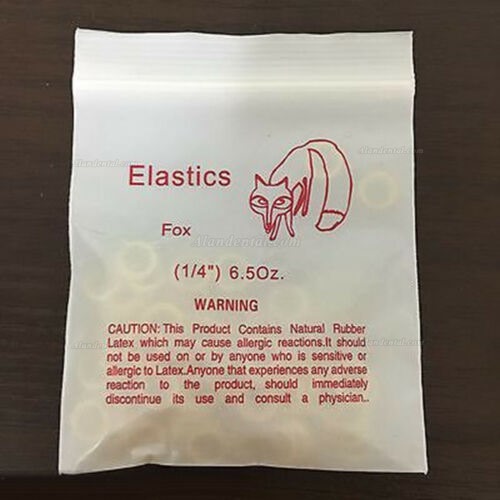 Elastics
Fox
Alandental.com
(1/4") 6.5Oz.
WARNING
CAUTION: This Product Contains Natural Rubber
Latex which may cause allergic reactions.It should
not be used on or by anyone who is sensitive or
allergic to Latex.Anyone that experiences any adverse
reaction to the product, should immediately
discontinue its use and consult a physician..